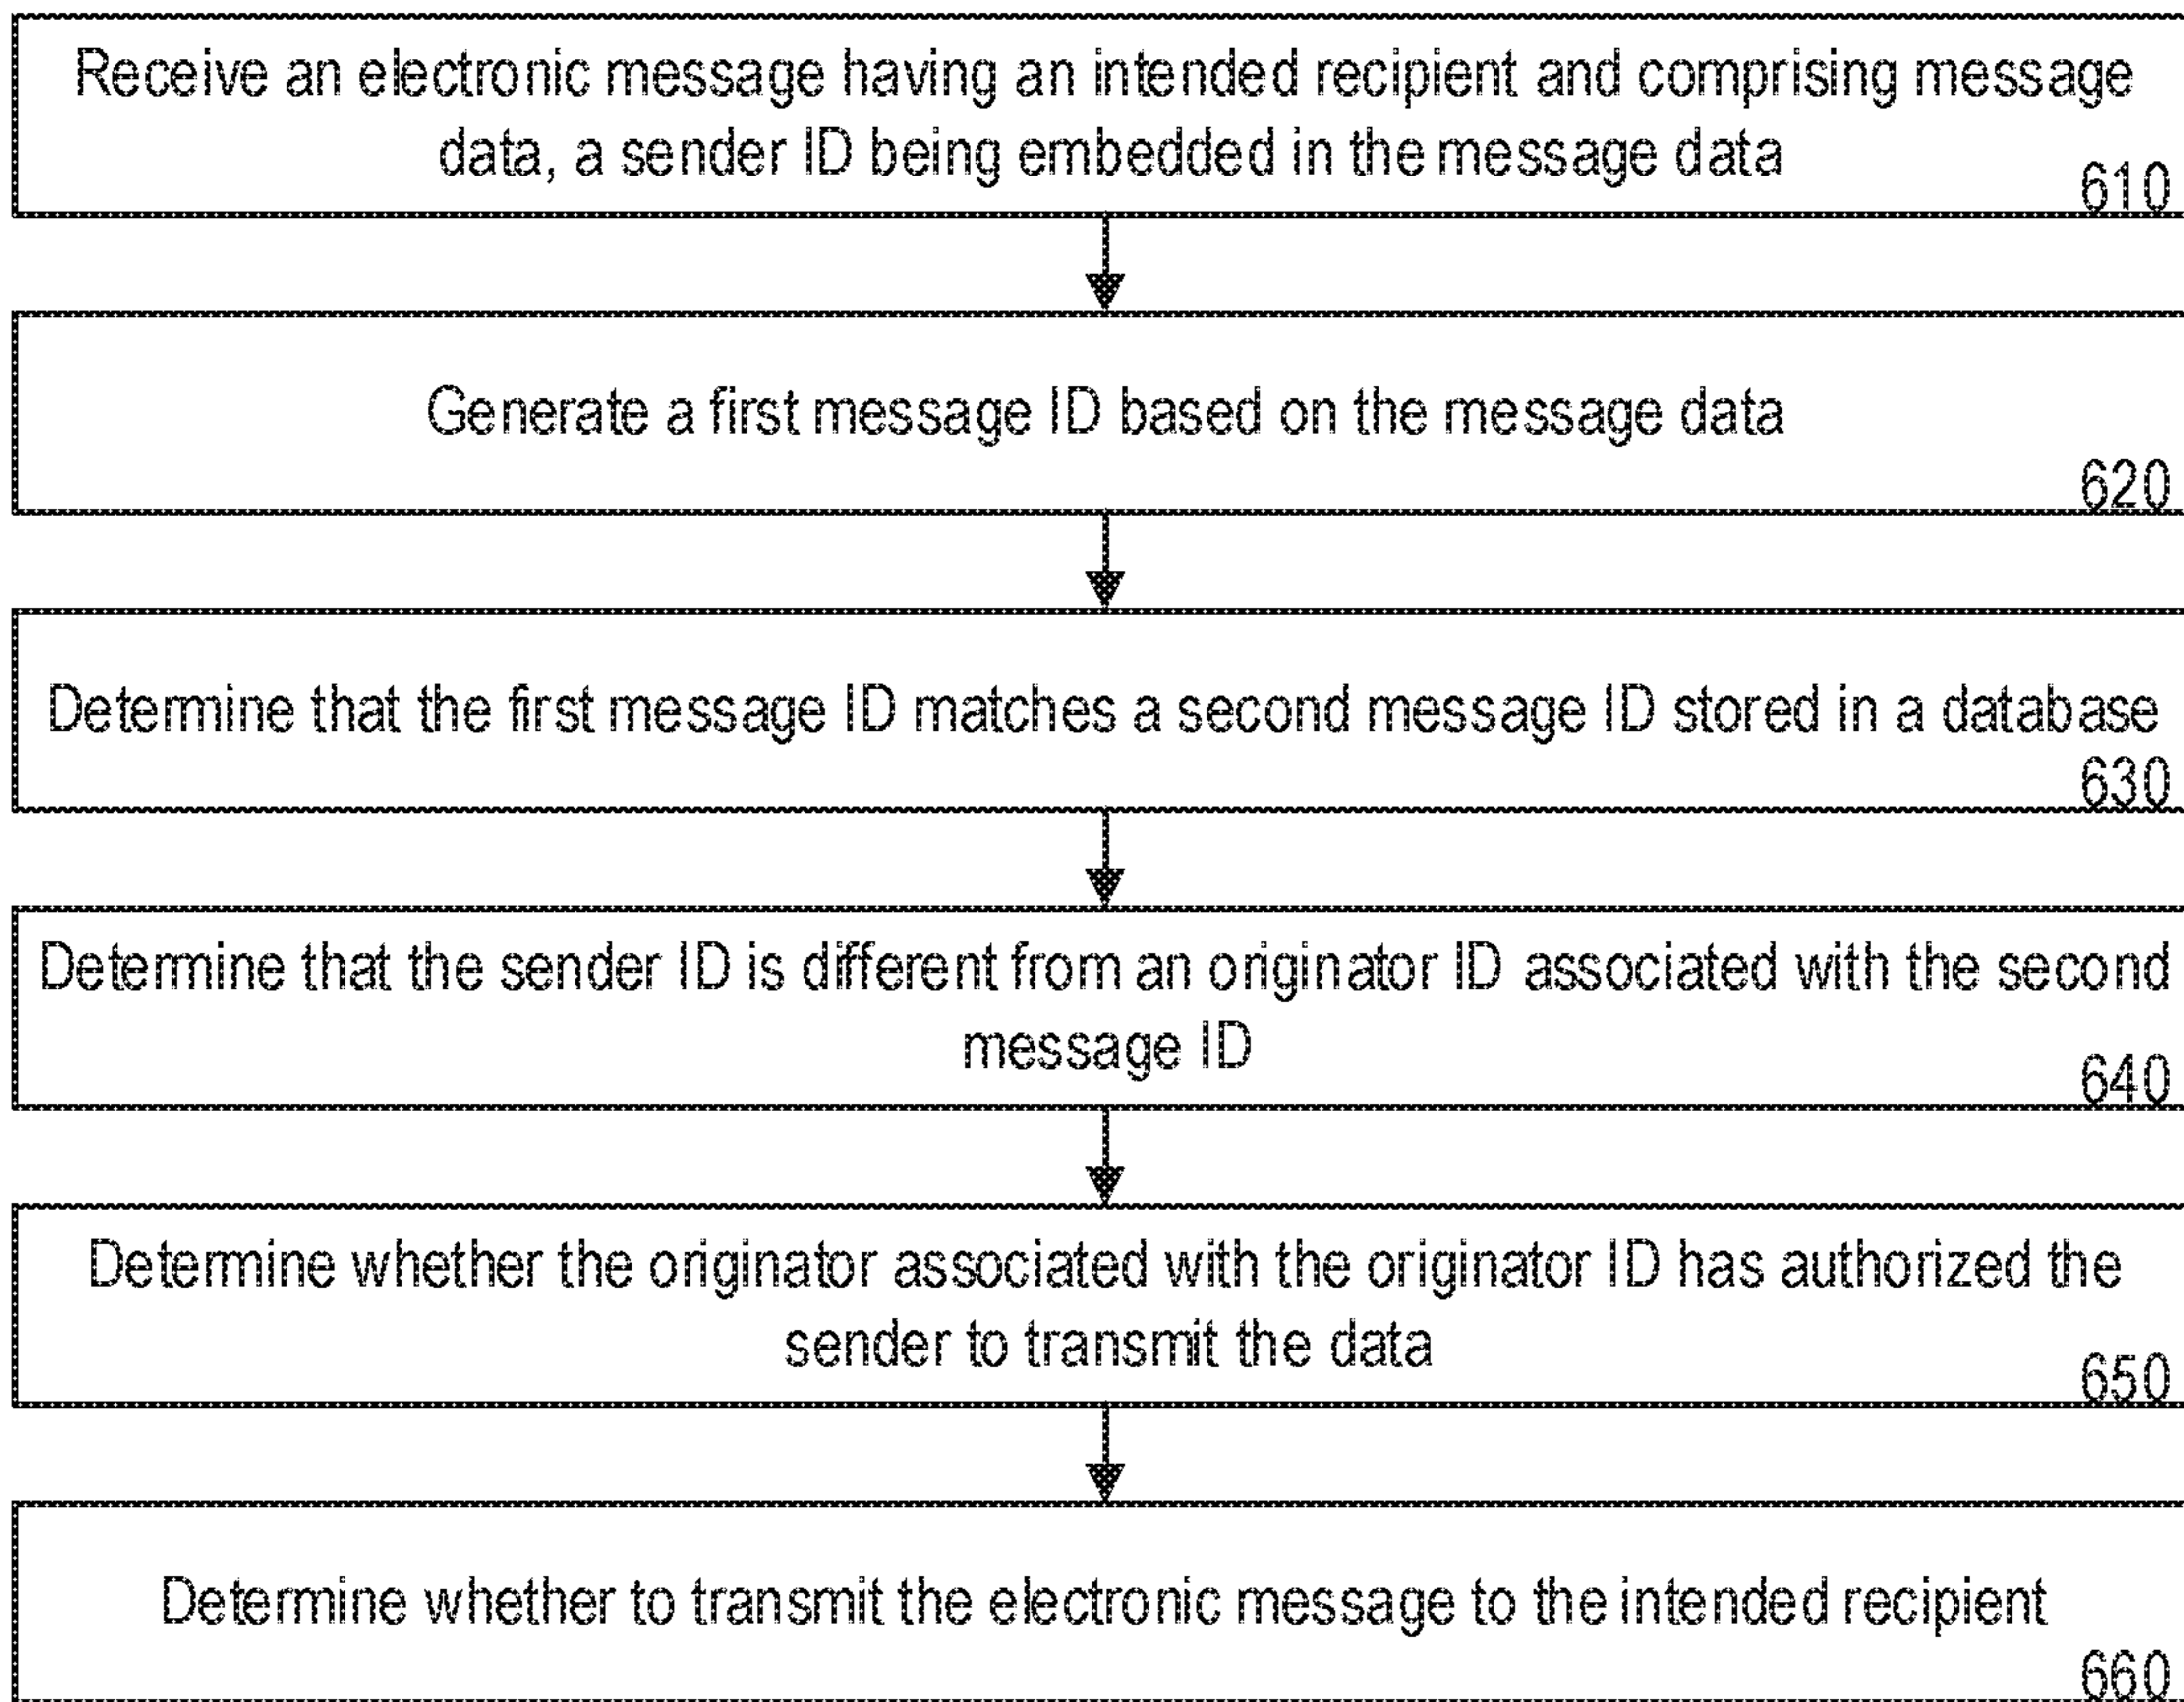 Receive an electronic message having an intended recipient and comprising message
data, a sender ID being embedded in the message data
610
Generate a first message ID based on the message data
620
Determine that the first message ID matches a second message ID stored in a database
630
Determine that the sender ID is different from an originator ID associated with the second
message ID
640
Determine whether the originator associated with the originator ID has authorized the
sender to transmit the data
650
Determine whether to transmit the electronic message to the intended recipient
660